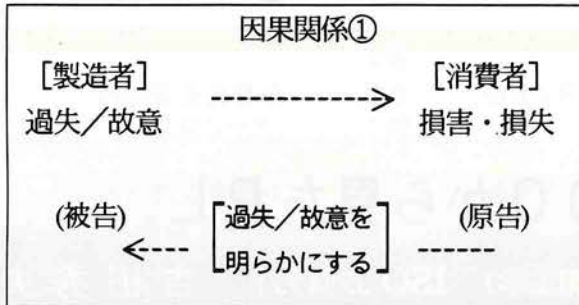 因果関係①
[製造者] [消費者]
過失／故意 損害・損失
(被告) 過失／故意を (原告)
明らかにする